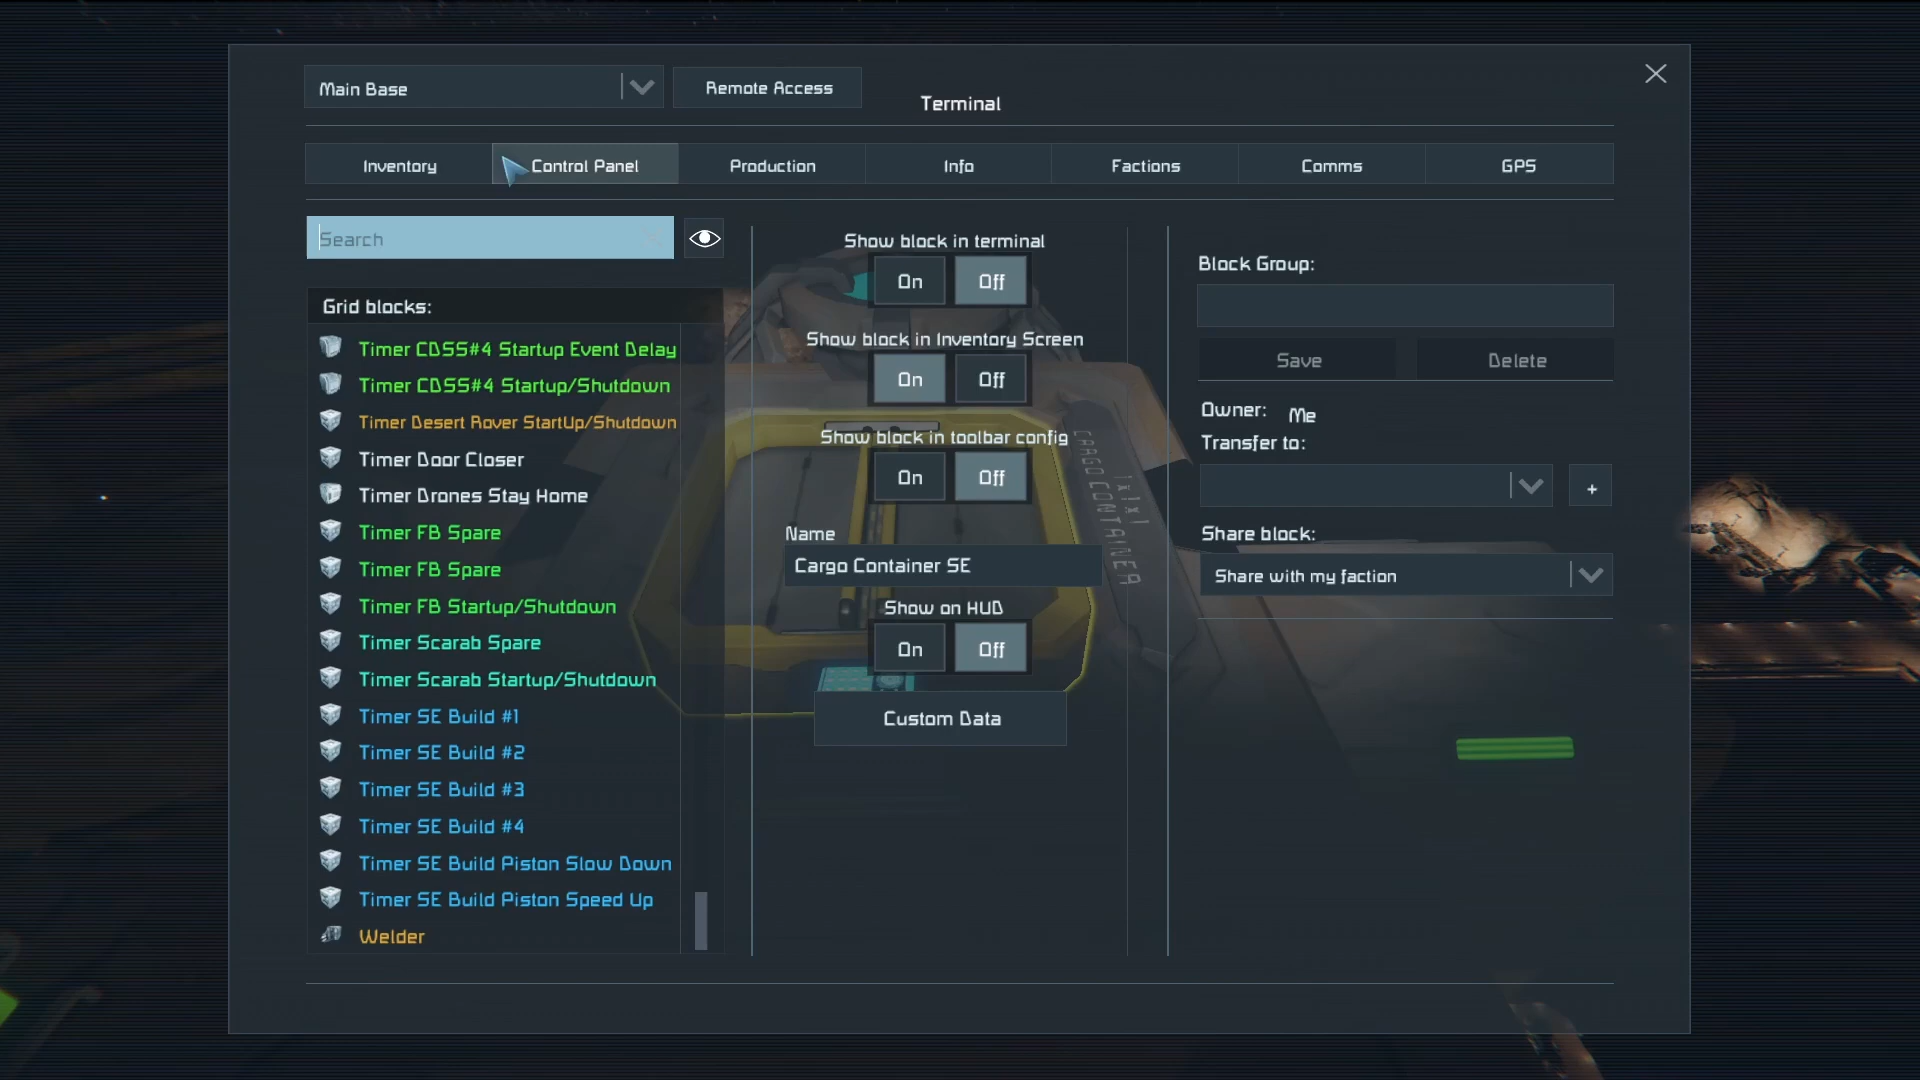 Main Base
Remote Access
Terminal
Inventory
Control Panel
Production
Info
Factions
Comms
GPS
Search
Grid blocks:
Timer CDSS#4 Startup Event Delay
Timer CDSS#4 Startup/Shutdown
Timer Desert Rover StartUp/Shutdown
Timer Door Closer
Timer Drones Stay Home
Timer FB Spare
Timer FB Spare
Timer FB Startup/Shutdown
Timer Scarab Spare
Timer Scarab Startup/Shutdown
Timer SE Build #1
Timer SE Build #2
Timer SE Build #3
Timer SE Build #4
Timer SE Build Piston Slow Down
Timer SE Build Piston Speed Up
Welder
Show block in terminal
On Off
Show block in Inventory Screen
On Off
Show block in toolbar config
On Off
Name
Cargo Container SE
Show on HUD
On Off
Custom Data
CARGO CONTAINER
Block Group:
Save Delete
Owner: Me
Transfer to:
+
Share block:
Share with my faction